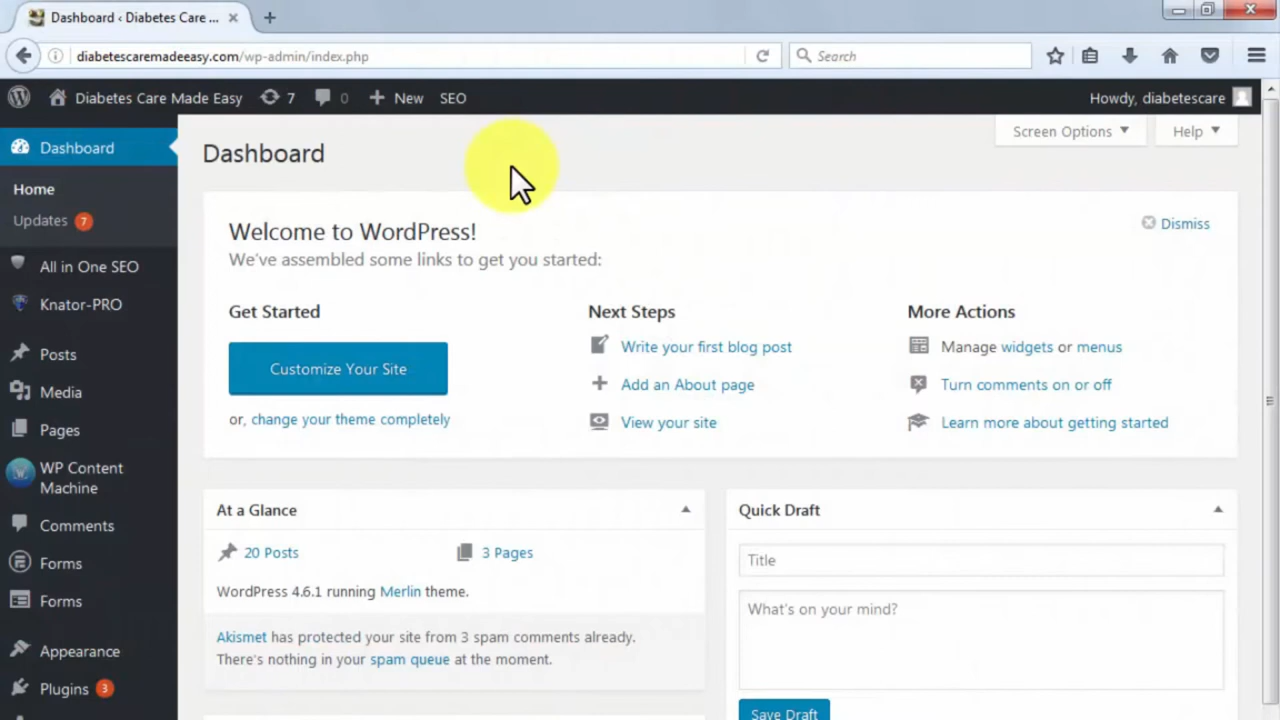 Dashboard ‹ Diabetes Care ...
diabetescaremadeeasy.com/wp-admin/index.php
Search
Diabetes Care Made Easy 7 0 New SEO
Howdy, diabetescare
Screen Options Help
Dashboard
Home
Updates 7
All in One SEO
Knator-PRO
Posts
Media
Pages
WP Content
Machine
Comments
Forms
Forms
Appearance
Plugins 3
Dashboard
Welcome to WordPress!
Dismiss
We've assembled some links to get you started:
Get Started
Customize Your Site
or, change your theme completely
Next Steps
Write your first blog post
Add an About page
View your site
More Actions
Manage widgets or menus
Turn comments on or off
Learn more about getting started
At a Glance
20 Posts 3 Pages
WordPress 4.6.1 running Merlin theme.
Akismet has protected your site from 3 spam comments already.
There's nothing in your spam queue at the moment.
Quick Draft
Title
What's on your mind?
Save Draft